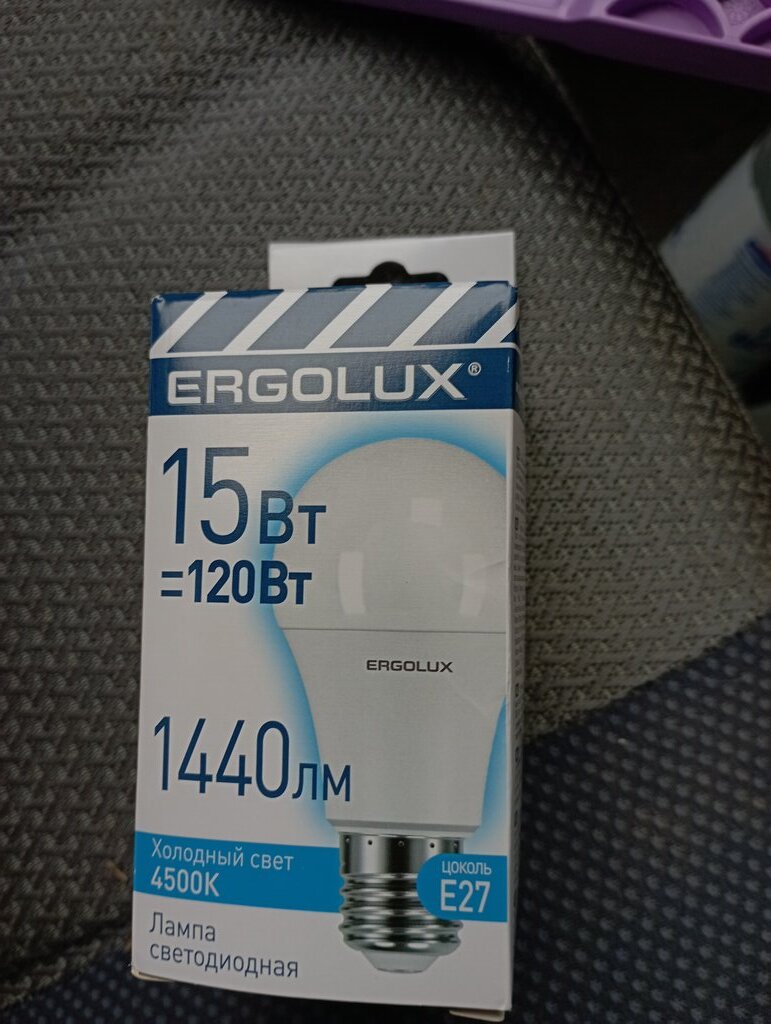 ERGOLUX®
15Вт
=120Вт
ERGOLUX
1440лм
Холодный свет
4500K
цоколь
E27
Лампа
светодиодная